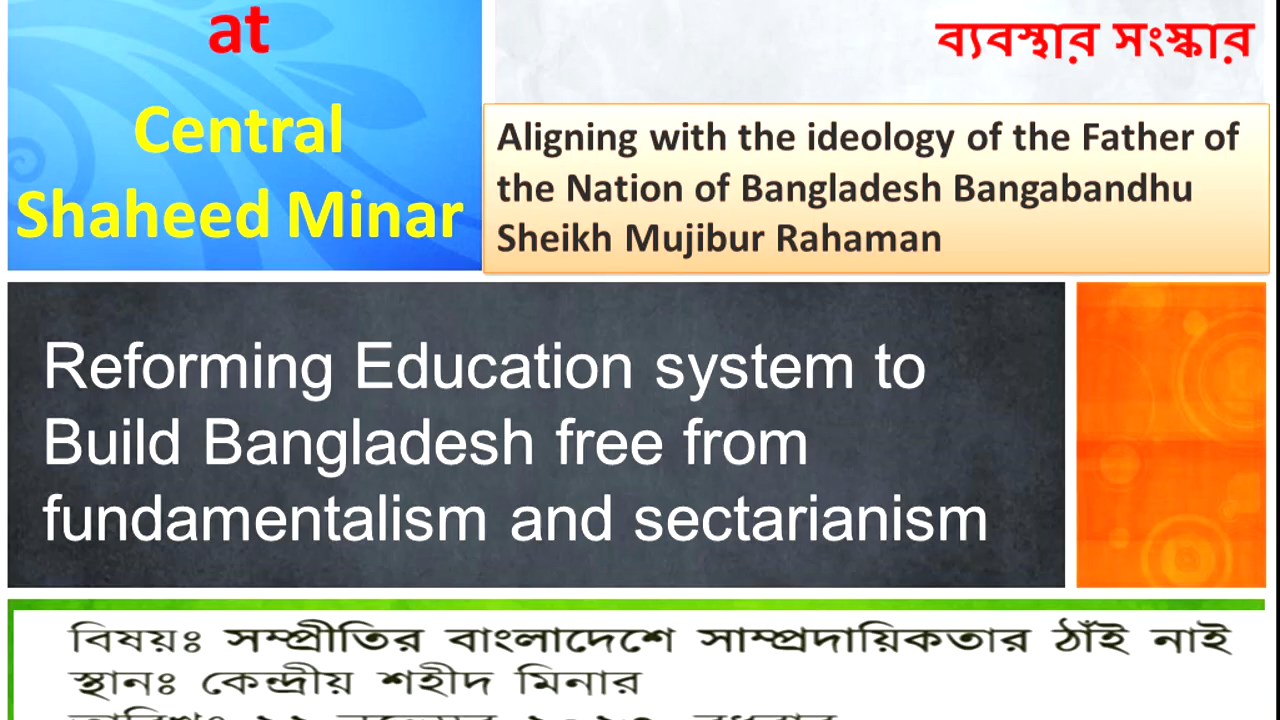 at
Central
Shaheed Minar
ব্যবস্থার সংস্কার
Aligning with the ideology of the Father of
the Nation of Bangladesh Bangabandhu
Sheikh Mujibur Rahaman
Reforming Education system to
Build Bangladesh free from
fundamentalism and sectarianism
বিষয়ঃ সম্প্রীতির বাংলাদেশে সাম্প্রদায়িকতার ঠাঁই নাই
স্থানঃ কেন্দ্রীয় শহীদ মিনার